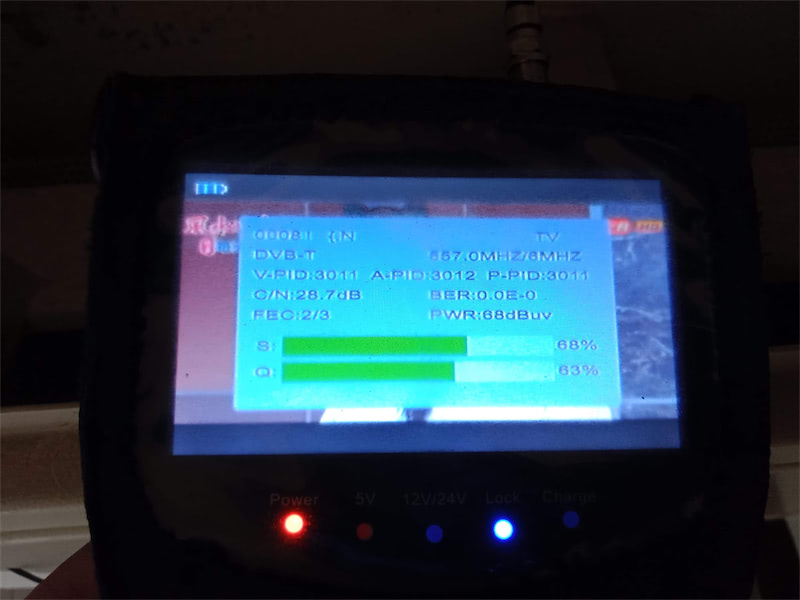 TV
DVB-T 557.0MHZ/6MHZ
V-PID:3011 A-PID:3012 P-PID:3011
C/N:28.7dB BER:0.0E-0
FEC:2/3 PWR:68dBuv
S: 68%
Q: 63%
Power 5V 12V/24V Lock Charge